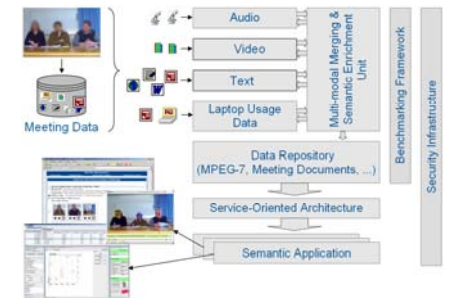 Audio
Video
Text
Laptop Usage
Data
Meeting Data
Multi-modal Merging &
Semantic Enrichment
Unit
Benchmarking Framework
Security Infrastructure
Data Repository
(MPEG-7, Meeting Documents, ...)
Service-Oriented Architecture
Semantic Application